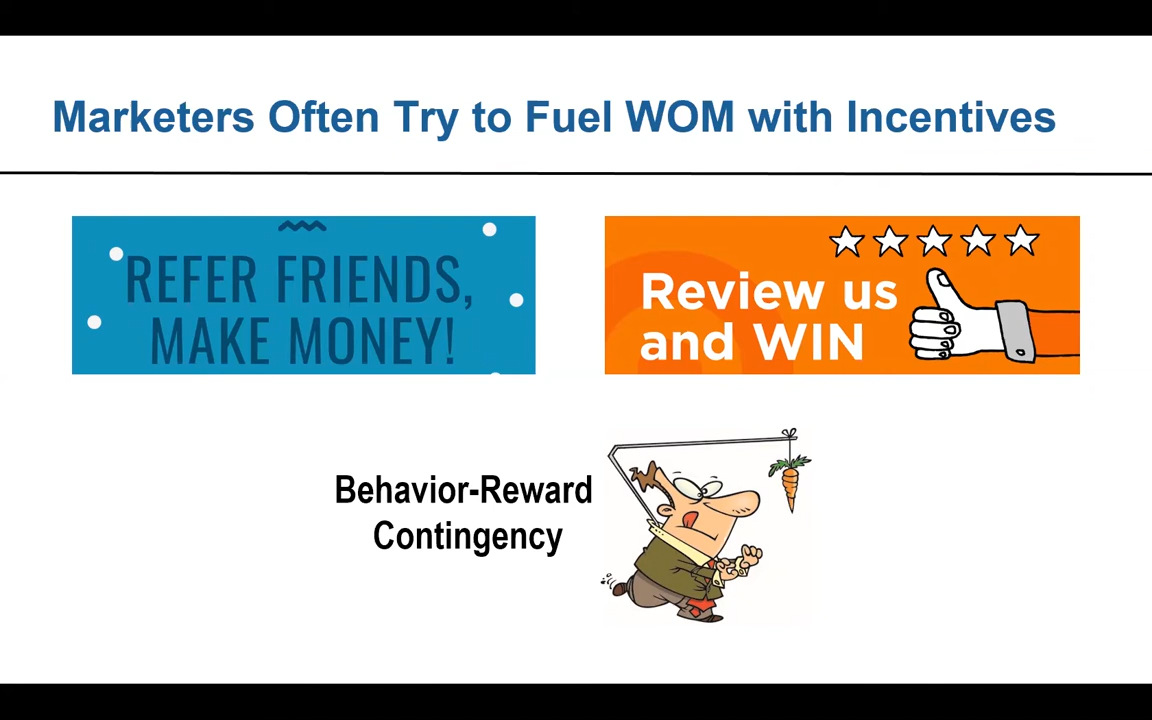 Marketers Often Try to Fuel WOM with Incentives
REFER FRIENDS,
MAKE MONEY!
Review us
and WIN
Behavior-Reward
Contingency